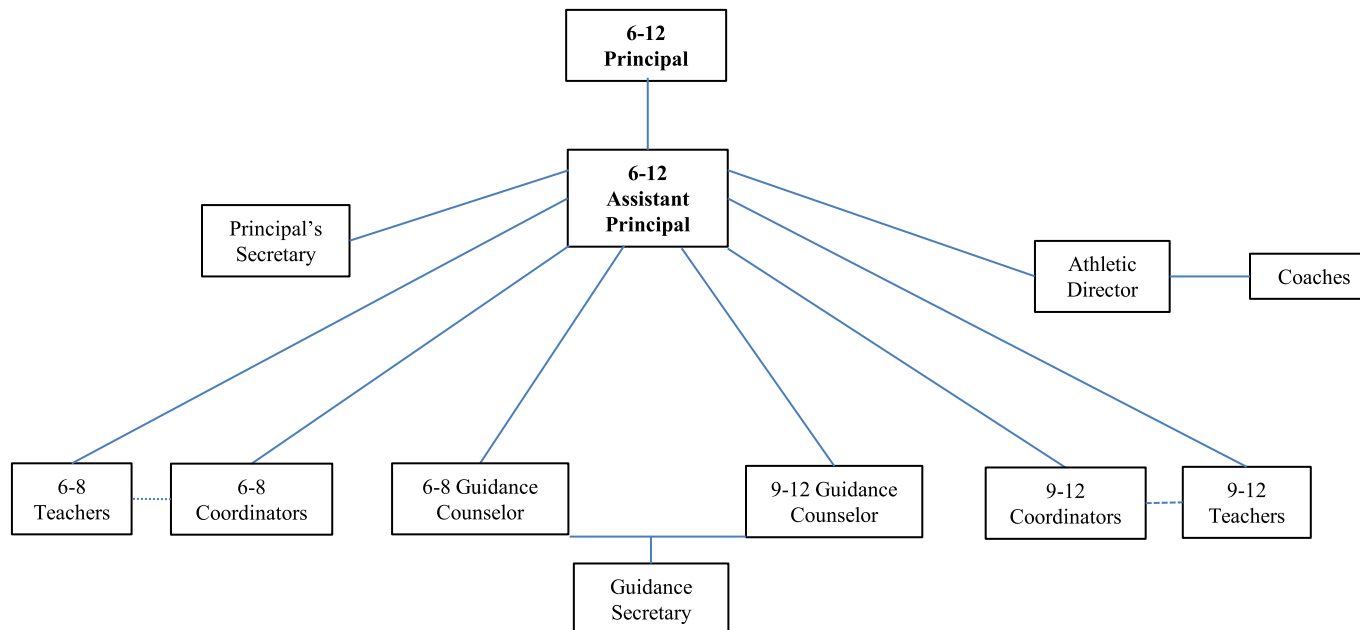 6-12
Principal
6-12
Assistant
Principal
Principal’s
Secretary
Athletic
Director
Coaches
6-8
Teachers
6-8
Coordinators
6-8 Guidance
Counselor
9-12 Guidance
Counselor
9-12
Coordinators
9-12
Teachers
Guidance
Secretary